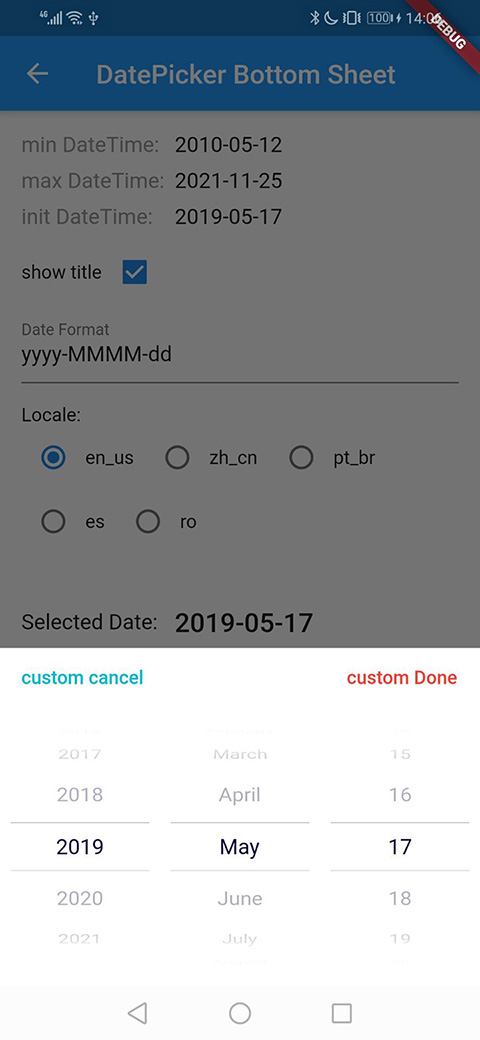 4G 100 14:06
DEBUG
DatePicker Bottom Sheet
min DateTime: 2010-05-12
max DateTime: 2021-11-25
init DateTime: 2019-05-17
show title
Date Format
yyyy-MMMM-dd
Locale:
en_us zh_cn pt_br
es ro
Selected Date: 2019-05-17
custom cancel custom Done
2017 March 15
2018 April 16
2019 May 17
2020 June 18
2021 July 19